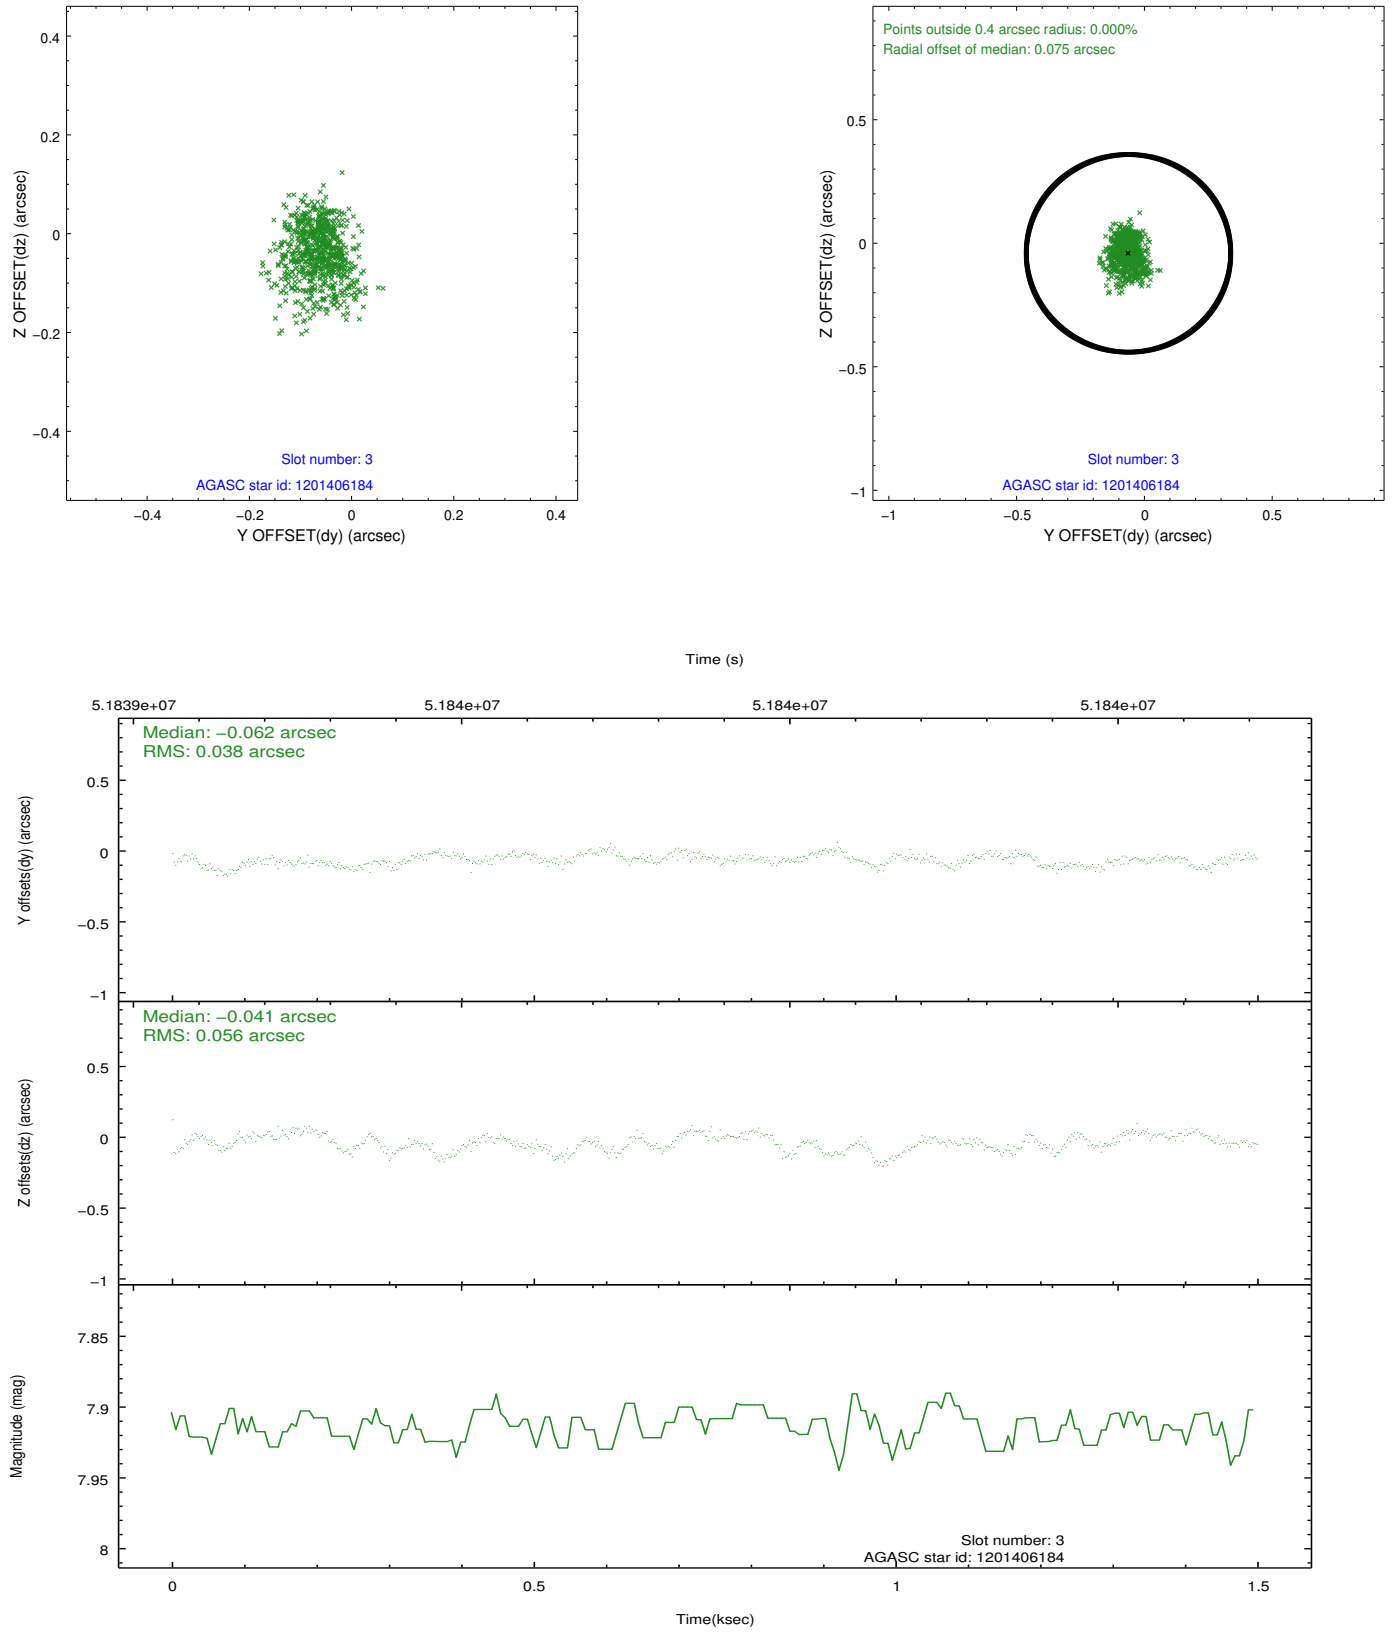 0.4
0.2
0
−0.2
−0.4
Z OFFSET(dz) (arcsec)
Slot number: 3
AGASC star id: 1201406184
−0.4 −0.2 0 0.2 0.4
Y OFFSET(dy) (arcsec)
Points outside 0.4 arcsec radius: 0.000%
Radial offset of median: 0.075 arcsec
0.5
0
−0.5
−1
Z OFFSET(dz) (arcsec)
Slot number: 3
AGASC star id: 1201406184
−1 −0.5 0 0.5
Y OFFSET(dy) (arcsec)
Time (s)
5.1839e+07 5.184e+07 5.184e+07 5.184e+07
Median: −0.062 arcsec
RMS: 0.038 arcsec
0.5
0
−0.5
−1
Y offsets(dy) (arcsec)
Median: −0.041 arcsec
RMS: 0.056 arcsec
0.5
0
−0.5
−1
Z offsets(dz) (arcsec)
7.85
7.9
7.95
8
Magnitude (mag)
Slot number: 3
AGASC star id: 1201406184
0 0.5 1 1.5
Time(ksec)